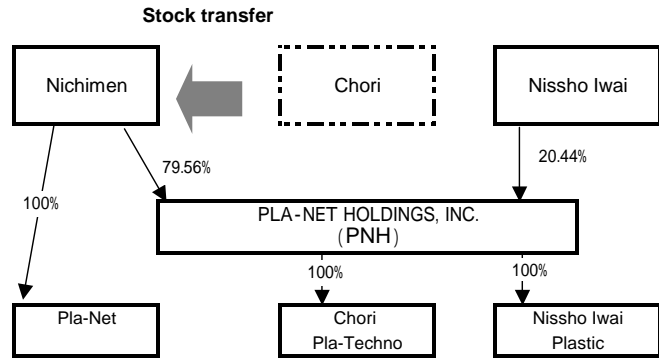 Stock transfer
Nichimen
Chori
Nissho Iwai
79.56%
20.44%
100%
PLA-NET HOLDINGS, INC.
(PNH)
100%
100%
Pla-Net
Chori
Pla-Techno
Nissho Iwai
Plastic